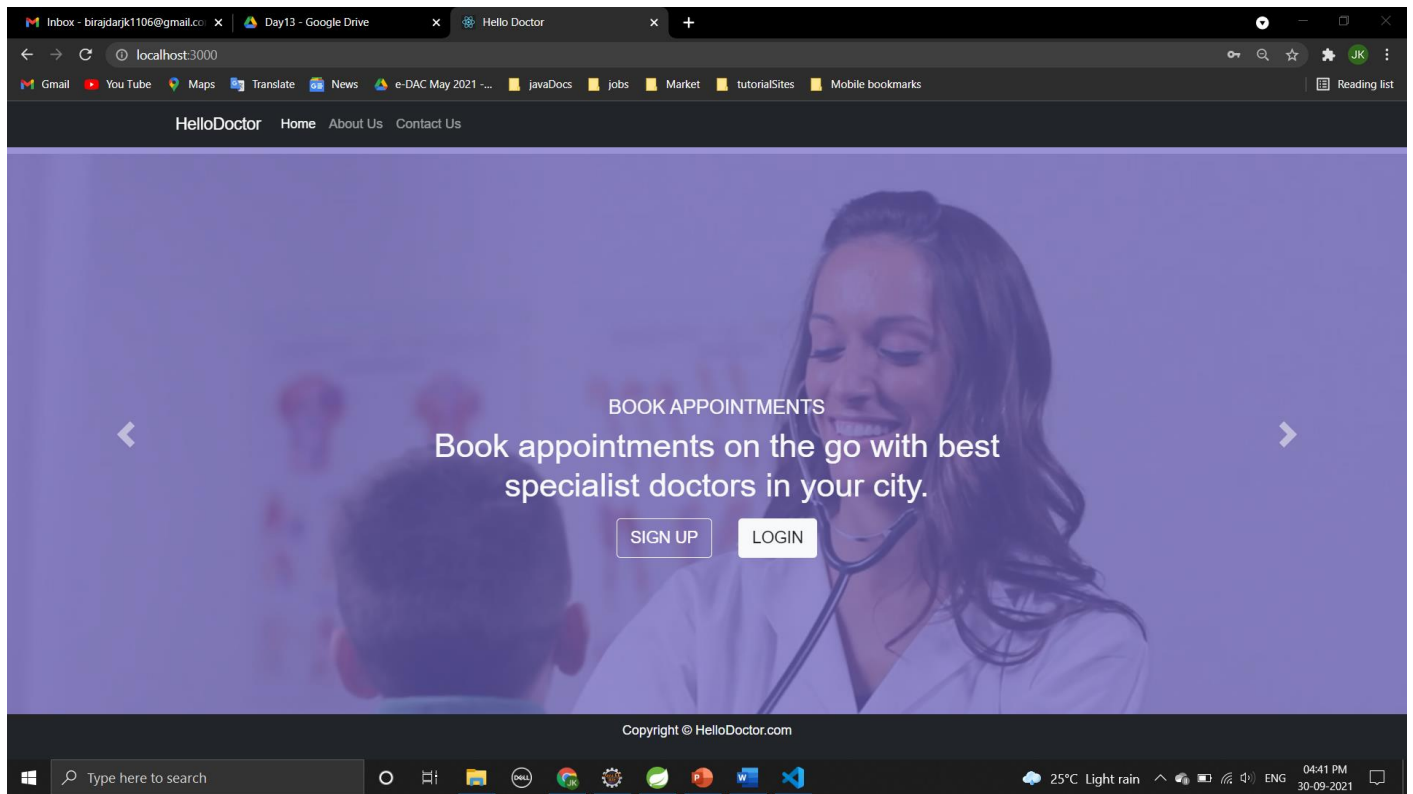 Inbox - birajdarjk1106@gmail.co
Day13 - Google Drive
Hello Doctor
localhost:3000
JK
Gmail
You Tube
Maps
Translate
News
e-DAC May 2021 -...
javaDocs
jobs
Market
tutorialSites
Mobile bookmarks
Reading list
HelloDoctor Home About Us Contact Us
BOOK APPOINTMENTS
Book appointments on the go with best
specialist doctors in your city.
SIGN UP
LOGIN
Copyright © HelloDoctor.com
Type here to search
DELL
25°C Light rain
ENG
04:41 PM
30-09-2021